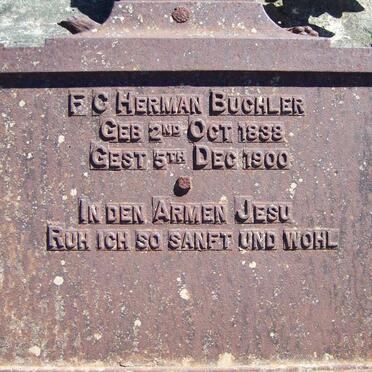 F C HERMAN BUCHLER
GEB 2ND OCT 1838
GEST 5TH DEC 1900
IN DEN ARMEN JESU
RUH ICH SO SANFT UND WOHL